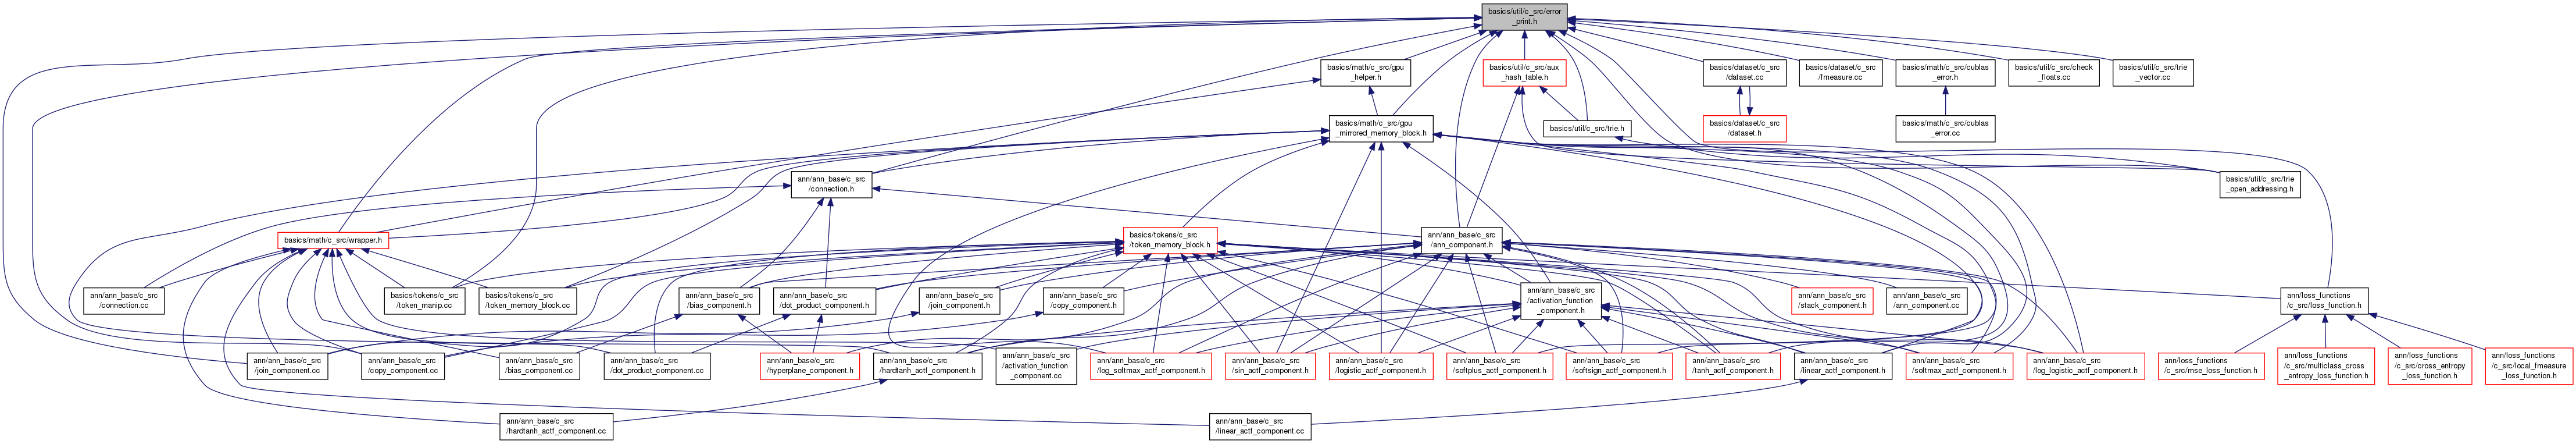 basics/util/c_src/error
_print.h
basics/math/c_src/gpu
_helper.h
basics/util/c_src/aux
_hash_table.h
basics/dataset/c_src
/dataset.cc
basics/dataset/c_src
/fmeasure.cc
basics/math/c_src/cublas
_error.h
basics/util/c_src/check
_floats.cc
basics/util/c_src/trie
_vector.cc
basics/math/c_src/gpu
_mirrored_memory_block.h
basics/util/c_src/trie.h
basics/dataset/c_src
/dataset.h
basics/math/c_src/cublas
_error.cc
ann/ann_base/c_src
/connection.h
basics/util/c_src/trie
_open_addressing.h
basics/math/c_src/wrapper.h
basics/tokens/c_src
/token_memory_block.h
ann/ann_base/c_src
/ann_component.h
ann/ann_base/c_src
/connection.cc
basics/tokens/c_src
/token_manip.cc
basics/tokens/c_src
/token_memory_block.cc
ann/ann_base/c_src
/bias_component.h
ann/ann_base/c_src
/dot_product_component.h
ann/ann_base/c_src
/join_component.h
ann/ann_base/c_src
/copy_component.h
ann/ann_base/c_src
/activation_function
_component.h
ann/ann_base/c_src
/stack_component.h
ann/ann_base/c_src
/ann_component.cc
ann/loss_functions
/c_src/loss_function.h
ann/ann_base/c_src
/join_component.cc
ann/ann_base/c_src
/copy_component.cc
ann/ann_base/c_src
/bias_component.cc
ann/ann_base/c_src
/dot_product_component.cc
ann/ann_base/c_src
/hyperplane_component.h
ann/ann_base/c_src
/hardtanh_actf_component.h
ann/ann_base/c_src
/activation_function
_component.cc
ann/ann_base/c_src
/log_softmax_actf_component.h
ann/ann_base/c_src
/sin_actf_component.h
ann/ann_base/c_src
/logistic_actf_component.h
ann/ann_base/c_src
/softplus_actf_component.h
ann/ann_base/c_src
/softsign_actf_component.h
ann/ann_base/c_src
/tanh_actf_component.h
ann/ann_base/c_src
/linear_actf_component.h
ann/ann_base/c_src
/softmax_actf_component.h
ann/ann_base/c_src
/log_logistic_actf_component.h
ann/loss_functions
/c_src/mse_loss_function.h
ann/loss_functions
/c_src/multiclass_cross
_entropy_loss_function.h
ann/loss_functions
/c_src/cross_entropy
_loss_function.h
ann/loss_functions
/c_src/local_fmeasure
_loss_function.h
ann/ann_base/c_src
/hardtanh_actf_component.cc
ann/ann_base/c_src
/linear_actf_component.cc